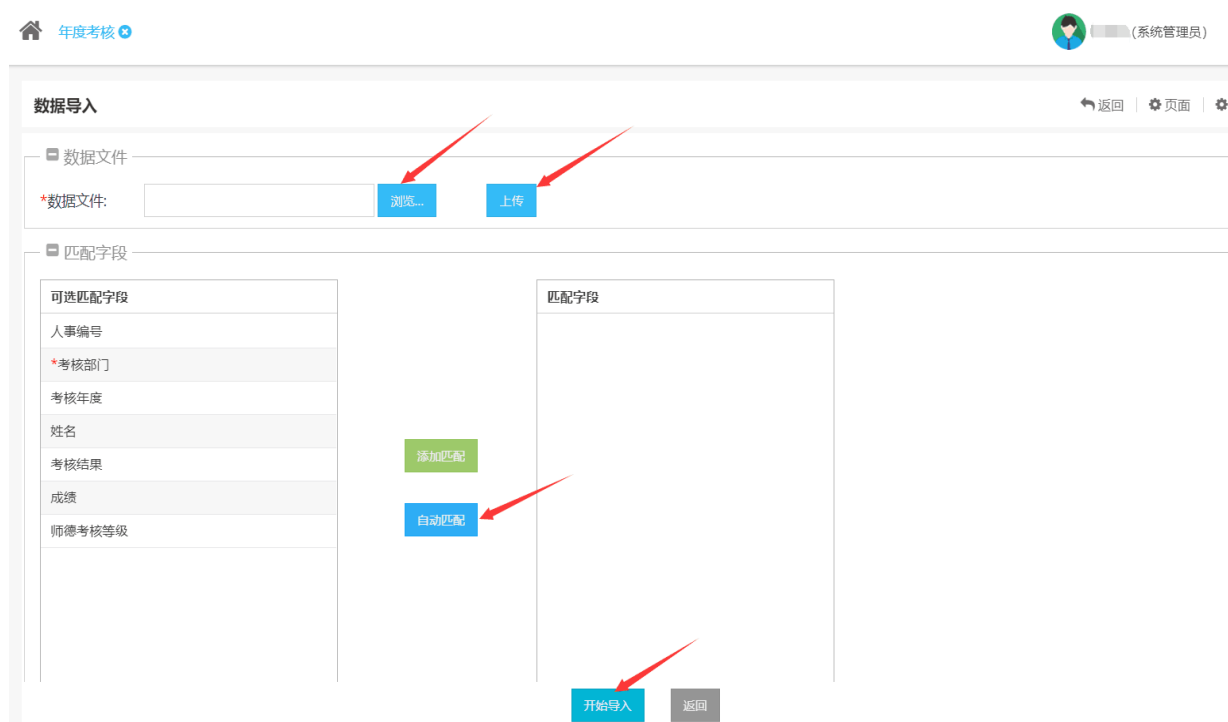 年度考核
(系统管理员)
数据导入
返回 页面
数据文件
*数据文件: 浏览... 上传
匹配字段
可选匹配字段
人事编号
*考核部门
考核年度
姓名
考核结果
成绩
师德考核等级
添加匹配
自动匹配
匹配字段
开始导入 返回